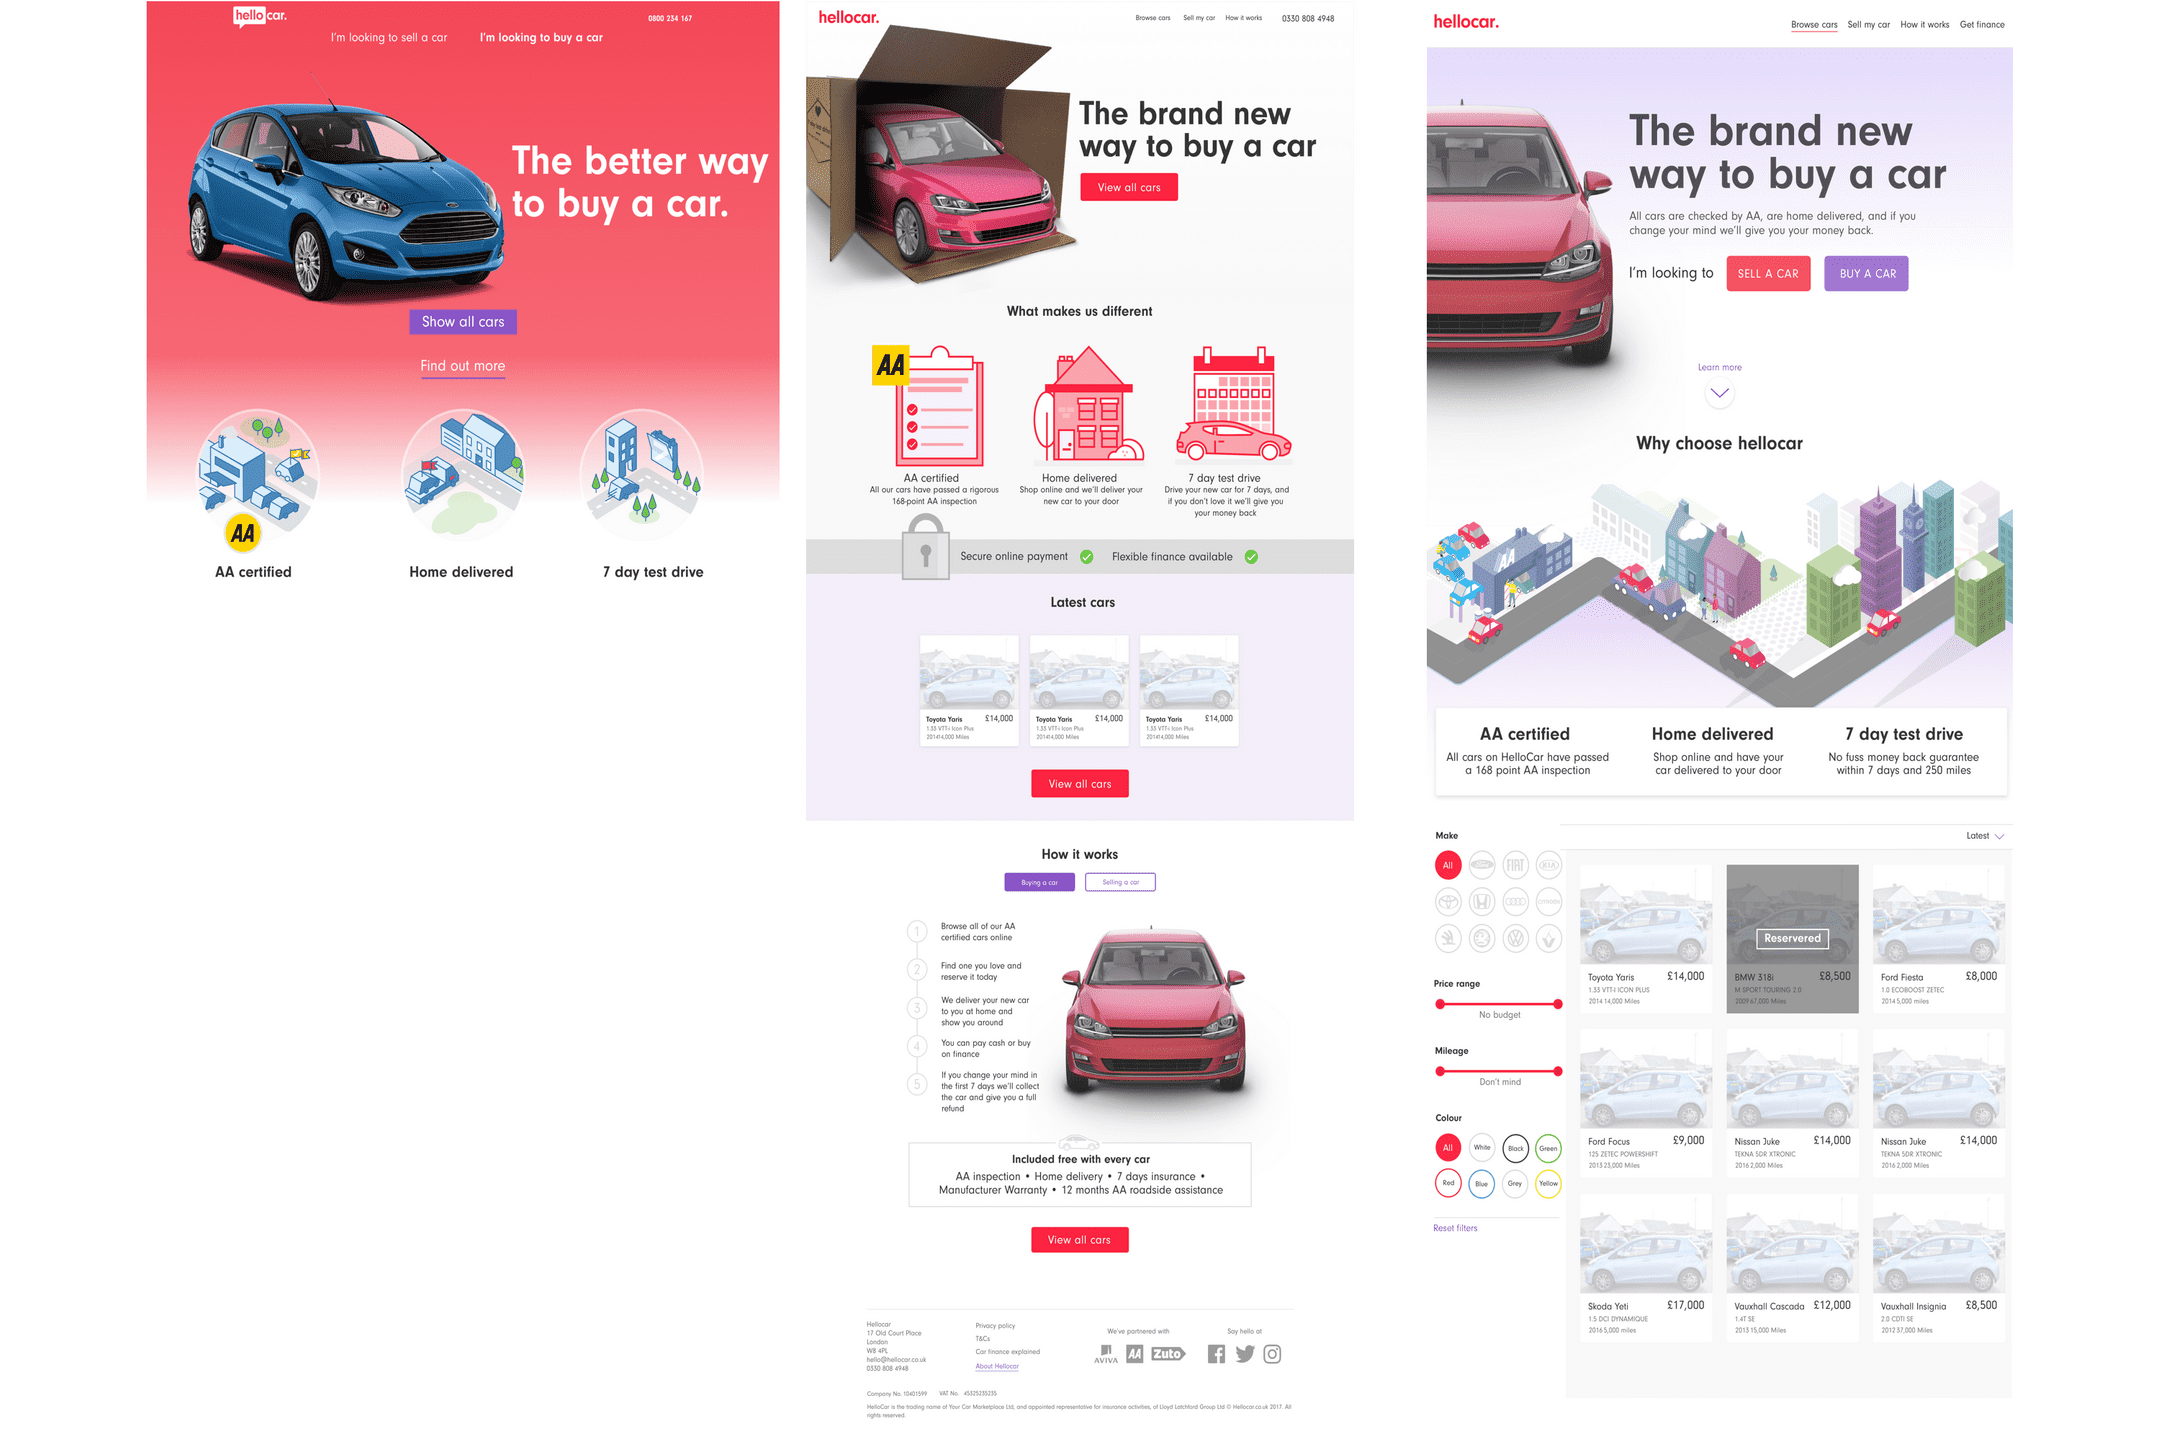 hello car.
0800 234 167
I'm looking to sell a car
I'm looking to buy a car
The better way
to buy a car.
Show all cars
Find out more
AA
AA certified
Home delivered
7 day test drive
hellocar.
Browse cars
Sell my car
How it works
0330 808 4948
The brand new
way to buy a car
View all cars
What makes us different
AA
AA certified
All our cars have passed a rigorous
168-point AA inspection
Home delivered
Shop online and we'll deliver your
new car to your door
7 day test drive
Drive your new car for 7 days, and
if you don't love it we'll give you
your money back
Secure online payment
Flexible finance available
Latest cars
Toyota Yaris £14,000
1.33 VTT-i Icon Plus
201414,000 Miles
Toyota Yaris £14,000
1.33 VTT-i Icon Plus
201414,000 Miles
Toyota Yaris £14,000
1.33 VTT-i Icon Plus
201414,000 Miles
View all cars
How it works
Buying a car
Selling a car
1
Browse all of our AA
certified cars online
2
Find one you love and
reserve it today
3
We deliver your new car
to you at home and
show you around
4
You can pay cash or buy
on finance
5
If you change your mind in
the first 7 days we'll collect
the car and give you a full
refund
Included free with every car
AA inspection • Home delivery • 7 days insurance •
Manufacturer Warranty • 12 months AA roadside assistance
View all cars
Hellocar
17 Old Court Place
London
W8 4PL
hello@hellocar.co.uk
0330 808 4948
Privacy policy
T&Cs
Car finance explained
About Hellocar
We've partnered with
AVIVA
AA
Zuto
Say hello at
Company No. 10401599 VAT No. 45325235235
HelloCar is the trading name of Your Car Marketplace Ltd, and appointed representative for insurance activities, of Lloyd Latchford Group Ltd © Hellocar.co.uk 2017. All
rights reserved.
hellocar.
Browse cars
Sell my car
How it works
Get finance
The brand new
way to buy a car
All cars are checked by AA, are home delivered, and if you
change your mind we'll give you your money back.
I'm looking to
SELL A CAR
BUY A CAR
Learn more
Why choose hellocar
AA
AA certified
All cars on HelloCar have passed
a 168 point AA inspection
Home delivered
Shop online and have your
car delivered to your door
7 day test drive
No fuss money back guarantee
within 7 days and 250 miles
Make
All
Ford
FIAT
KIA
CITROËN
Price range
No budget
Mileage
Don't mind
Colour
All
White
Black
Green
Red
Blue
Grey
Yellow
Reset filters
Latest
Toyota Yaris £14,000
1.33 VTT-I ICON PLUS
2014 14,000 Miles
Reservered
BMW 318i £8,500
M SPORT TOURING 2.0
2009 67,000 Miles
Ford Fiesta £8,000
1.0 ECOBOOST ZETEC
2014 5,000 miles
Ford Focus £9,000
125 ZETEC POWERSHIFT
2013 23,000 Miles
Nissan Juke £14,000
TEKNA 5DR XTRONIC
2016 2,000 Miles
Nissan Juke £14,000
TEKNA 5DR XTRONIC
2016 2,000 Miles
Skoda Yeti £17,000
1.5 DCI DYNAMIQUE
2016 5,000 miles
Vauxhall Cascada £12,000
1.4T SE
2013 15,000 Miles
Vauxhall Insignia £8,500
2.0 CDTI SE
2012 37,000 Miles